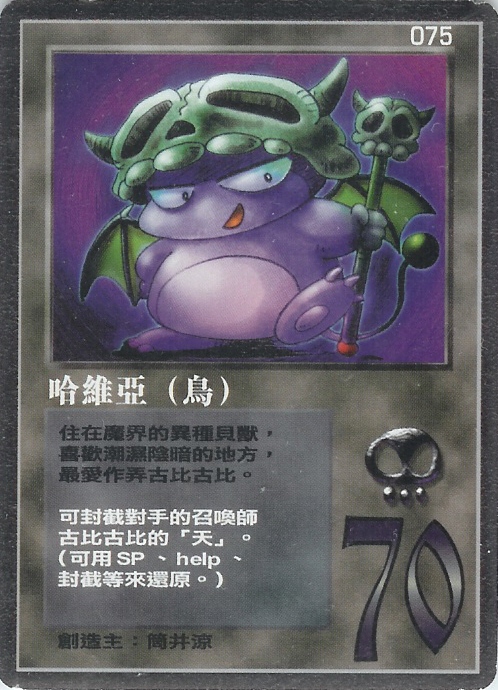 075
哈維亞（鳥）
住在魔界的異種貝獸，
喜歡潮濕陰暗的地方，
最愛作弄古比古比。
可封截對手的召喚師
古比古比的「天」。
(可用 SP 、help 、
封截等來還原。)
70
創造主：筒井涼